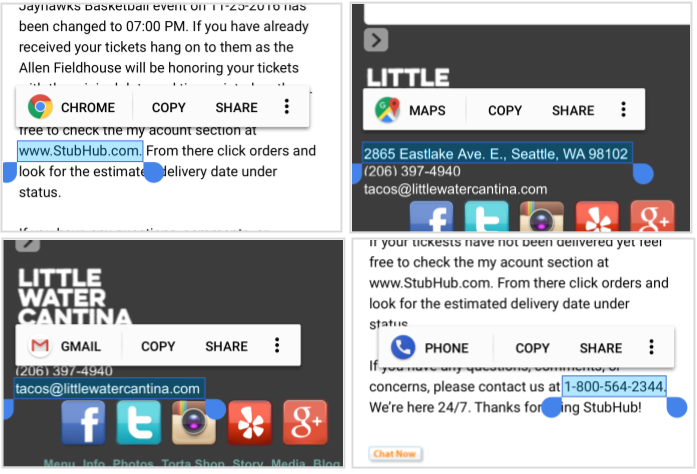 Jayhawks Basketball event on 11-25-2016 has
been changed to 07:00 PM. If you have already
received your tickets hang on to them as the
Allen Fieldhouse will be honoring your tickets
CHROME COPY SHARE
free to check the my acount section at
www.StubHub.com. From there click orders and
look for the estimated delivery date under
status.
LITTLE
MAPS COPY SHARE
2865 Eastlake Ave. E., Seattle, WA 98102
(206) 397-4940
tacos@littlewatercantina.com
f t g+
LITTLE
WATER
CANTINA
GMAIL COPY SHARE
(206) 397-4940
tacos@littlewatercantina.com
f t g+
Menu Info Photos Torta Shop Story Media Blog
If your tickests have not been delivered yet feel
free to check the my acount section at
www.StubHub.com. From there click orders and
look for the estimated delivery date under
status.
PHONE COPY SHARE
If you have any questions, comments, or
concerns, please contact us at 1-800-564-2344.
We're here 24/7. Thanks for ing StubHub!
Chat Now